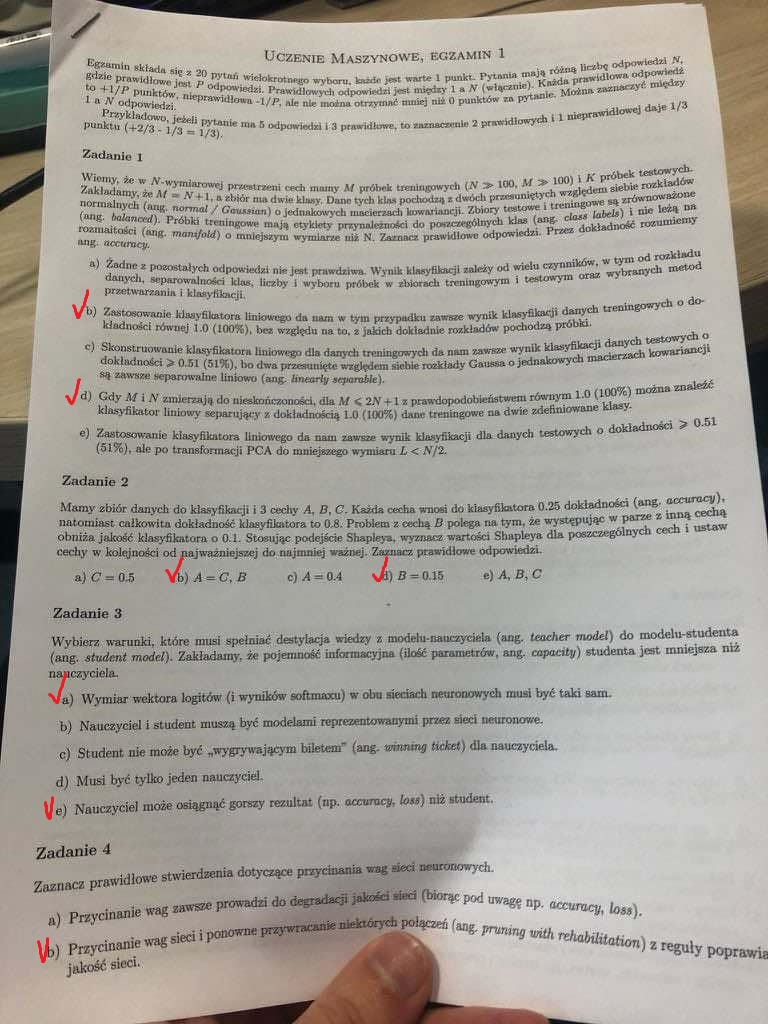 UCZENIE MASZYNOWE, EGZAMIN 1
Egzamin składa się z 20 pytań wielokrotnego wyboru, każde jest warte 1 punkt. Pytania mają różną liczbę odpowiedzi N,
gdzie prawidłowe jest P odpowiedzi. Prawidłowych odpowiedzi jest między 1 a N (włącznie). Każda prawidłowa odpowiedź
to +1/P punktów, nieprawidłowa -1/P, ale nie można otrzymać mniej niż 0 punktów za pytanie. Można zaznaczyć między
1 a N odpowiedzi.
Przykładowo, jeżeli pytanie ma 5 odpowiedzi i 3 prawidłowe, to zaznaczenie 2 prawidłowych i 1 nieprawidłowej daje 1/3
punktu (+2/3 - 1/3 = 1/3).
Zadanie 1
Wiemy, że w N-wymiarowej przestrzeni cech mamy M próbek treningowych (N ≫ 100, M ≫ 100) i K próbek testowych.
Zakładamy, że M = N+1, a zbiór ma dwie klasy. Dane tych klas pochodzą z dwóch przesuniętych względem siebie rozkładów
normalnych (ang. normal / Gaussian) o jednakowych macierzach kowariancji. Zbiory testowe i treningowe są zrównoważone
(ang. balanced). Próbki treningowe mają etykiety przynależności do poszczególnych klas (ang. class labels) i nie leżą na
rozmaitości (ang. manifold) o mniejszym wymiarze niż N. Zaznacz prawidłowe odpowiedzi. Przez dokładność rozumiemy
ang. accuracy.
a) Żadne z pozostałych odpowiedzi nie jest prawdziwa. Wynik klasyfikacji zależy od wielu czynników, w tym od rozkładu
danych, separowalności klas, liczby i wyboru próbek w zbiorach treningowym i testowym oraz wybranych metod
przetwarzania i klasyfikacji.
b) Zastosowanie klasyfikatora liniowego da nam w tym przypadku zawsze wynik klasyfikacji danych treningowych o do-
kładności równej 1.0 (100%), bez względu na to, z jakich dokładnie rozkładów pochodzą próbki.
c) Skonstruowanie klasyfikatora liniowego dla danych treningowych da nam zawsze wynik klasyfikacji danych testowych o
dokładności ⩾ 0.51 (51%), bo dwa przesunięte względem siebie rozkłady Gaussa o jednakowych macierzach kowariancji
są zawsze separowalne liniowo (ang. linearly separable).
d) Gdy M i N zmierzają do nieskończoności, dla M ⩽ 2N+1 z prawdopodobieństwem równym 1.0 (100%) można znaleźć
klasyfikator liniowy separujący z dokładnością 1.0 (100%) dane treningowe na dwie zdefiniowane klasy.
e) Zastosowanie klasyfikatora liniowego da nam zawsze wynik klasyfikacji dla danych testowych o dokładności ⩾ 0.51
(51%), ale po transformacji PCA do mniejszego wymiaru L < N/2.
Zadanie 2
Mamy zbiór danych do klasyfikacji i 3 cechy A, B, C. Każda cecha wnosi do klasyfikatora 0.25 dokładności (ang. accuracy),
natomiast całkowita dokładność klasyfikatora to 0.8. Problem z cechą B polega na tym, że występując w parze z inną cechą
obniża jakość klasyfikatora o 0.1. Stosując podejście Shapleya, wyznacz wartości Shapleya dla poszczególnych cech i ustaw
cechy w kolejności od najważniejszej do najmniej ważnej. Zaznacz prawidłowe odpowiedzi.
a) C = 0.5 b) A = C, B c) A = 0.4 d) B = 0.15 e) A, B, C
Zadanie 3
Wybierz warunki, które musi spełniać destylacja wiedzy z modelu-nauczyciela (ang. teacher model) do modelu-studenta
(ang. student model). Zakładamy, że pojemność informacyjna (ilość parametrów, ang. capacity) studenta jest mniejsza niż
nauczyciela.
a) Wymiar wektora logitów (i wyników softmaxu) w obu sieciach neuronowych musi być taki sam.
b) Nauczyciel i student muszą być modelami reprezentowanymi przez sieci neuronowe.
c) Student nie może być „wygrywającym biletem" (ang. winning ticket) dla nauczyciela.
d) Musi być tylko jeden nauczyciel.
e) Nauczyciel może osiągnąć gorszy rezultat (np. accuracy, loss) niż student.
Zadanie 4
Zaznacz prawidłowe stwierdzenia dotyczące przycinania wag sieci neuronowych.
a) Przycinanie wag zawsze prowadzi do degradacji jakości sieci (biorąc pod uwagę np. accuracy, loss).
b) Przycinanie wag sieci i ponowne przywracanie niektórych połączeń (ang. pruning with rehabilitation) z reguły poprawia
jakość sieci.